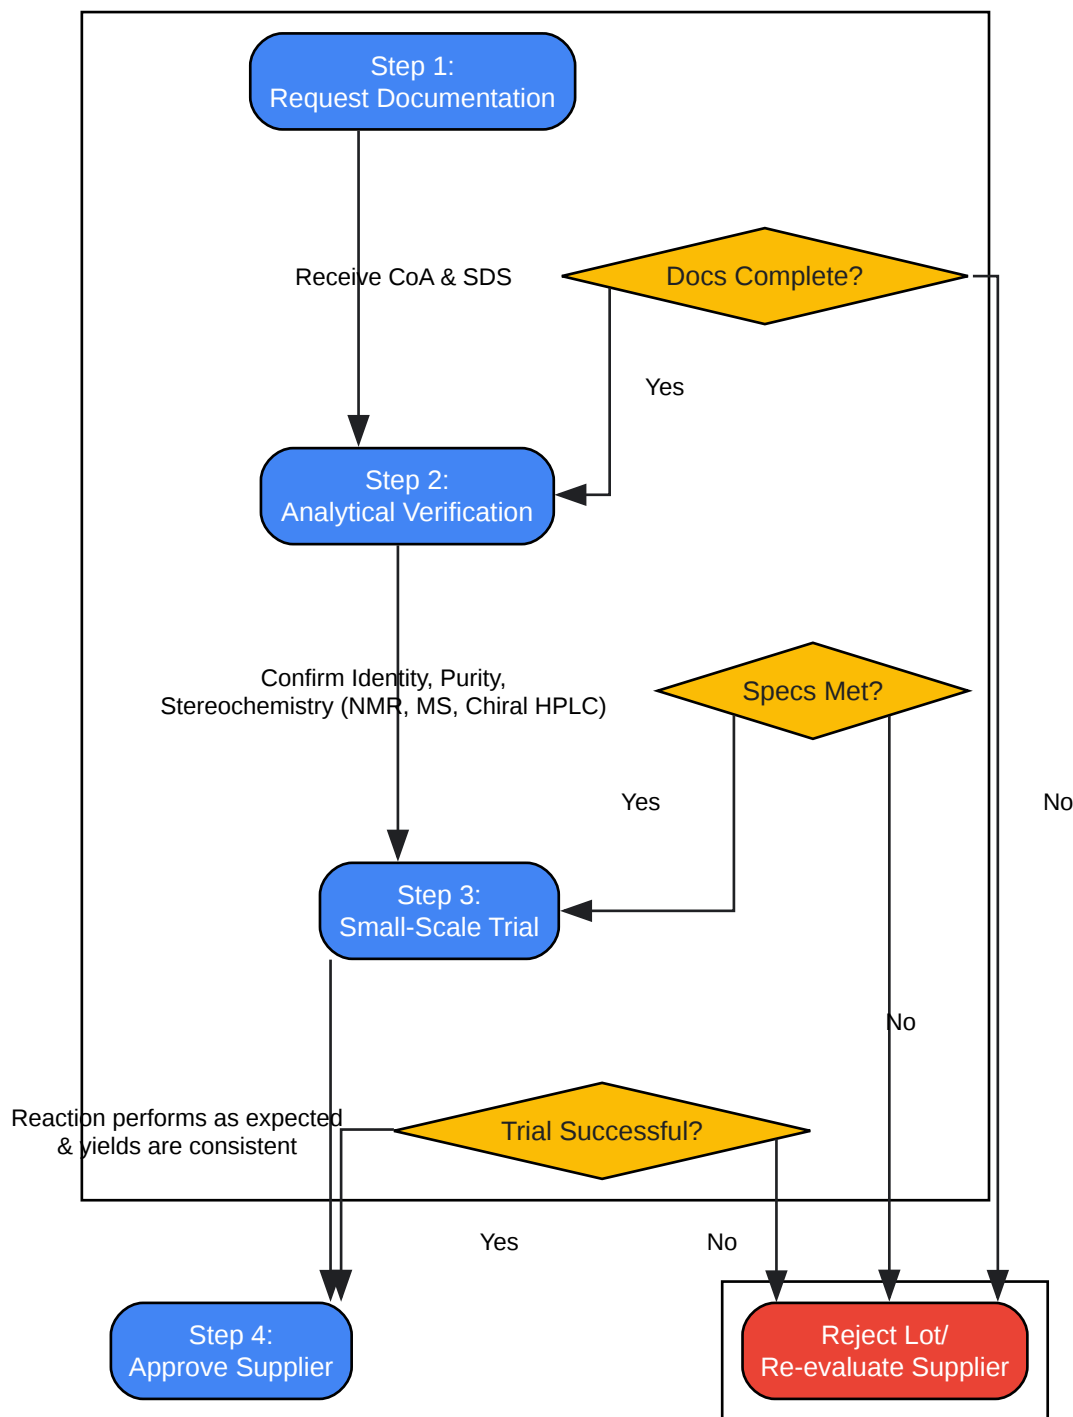 Step 1:
Request Documentation
Receive CoA & SDS
Docs Complete?
Yes
Step 2:
Analytical Verification
Confirm Identity, Purity,
Stereochemistry (NMR, MS, Chiral HPLC)
Specs Met?
Yes
No
Step 3:
Small-Scale Trial
No
Reaction performs as expected
& yields are consistent
Trial Successful?
Yes
No
Step 4:
Approve Supplier
Reject Lot/
Re-evaluate Supplier